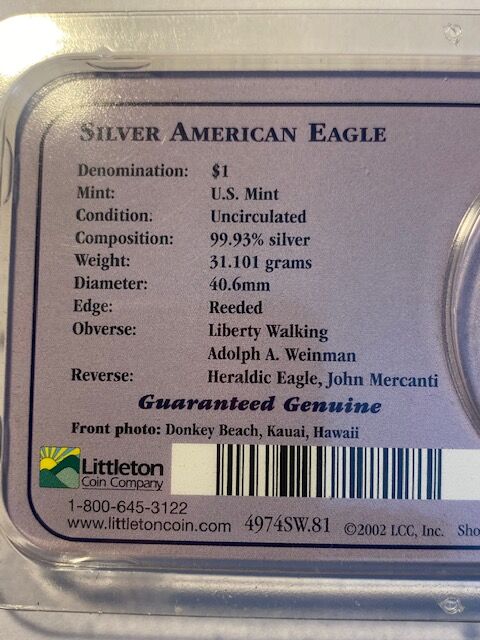 SILVER AMERICAN EAGLE
Denomination: $1
Mint: U.S. Mint
Condition: Uncirculated
Composition: 99.93% silver
Weight: 31.101 grams
Diameter: 40.6mm
Edge: Reeded
Obverse: Liberty Walking
Adolph A. Weinman
Reverse: Heraldic Eagle, John Mercanti
Guaranteed Genuine
Front photo: Donkey Beach, Kauai, Hawaii
Littleton
Coin Company
1-800-645-3122
www.littletoncoin.com 4974SW.81 ©2002 LCC, Inc. Sho